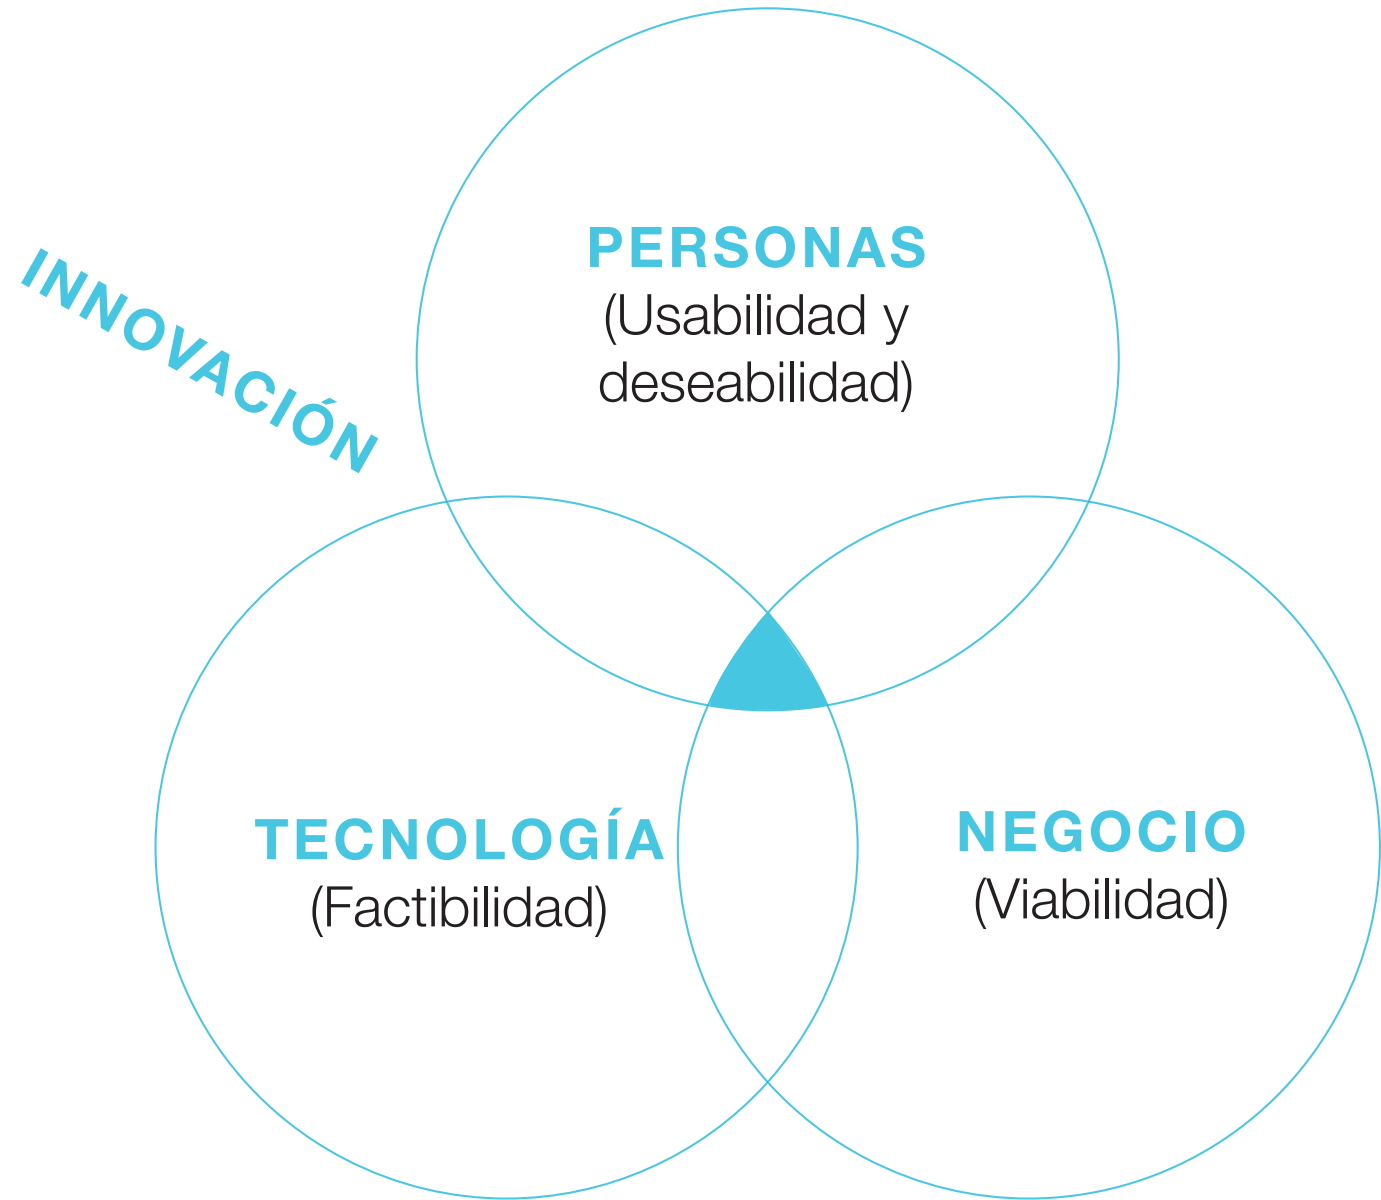 INNOVACIÓN
PERSONAS
(Usabilidad y
deseabilidad)
TECNOLOGÍA
(Factibilidad)
NEGOCIO
(Viabilidad)